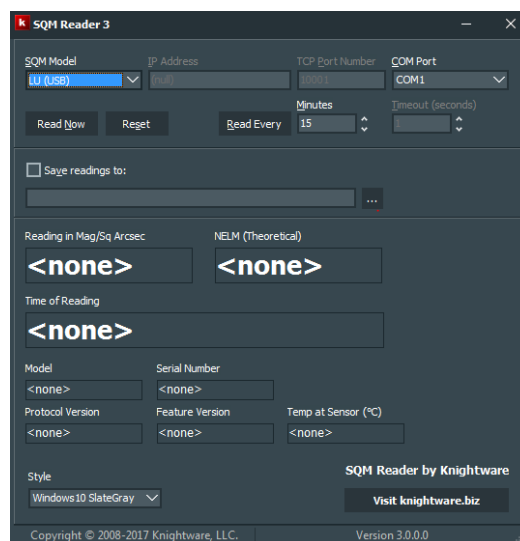 k SQM Reader 3
SQM Model IP Address TCP Port Number COM Port
LU (USB) (null) 10001 COM1
Minutes Timeout (seconds)
Read Now Reset Read Every 15 1
Save readings to:
...
Reading in Mag/Sq Arcsec NELM (Theoretical)
<none> <none>
Time of Reading
<none>
Model Serial Number
<none> <none>
Protocol Version Feature Version Temp at Sensor (°C)
<none> <none> <none>
SQM Reader by Knightware
Style
Windows10 SlateGray Visit knightware.biz
Copyright © 2008-2017 Knightware, LLC. Version 3.0.0.0